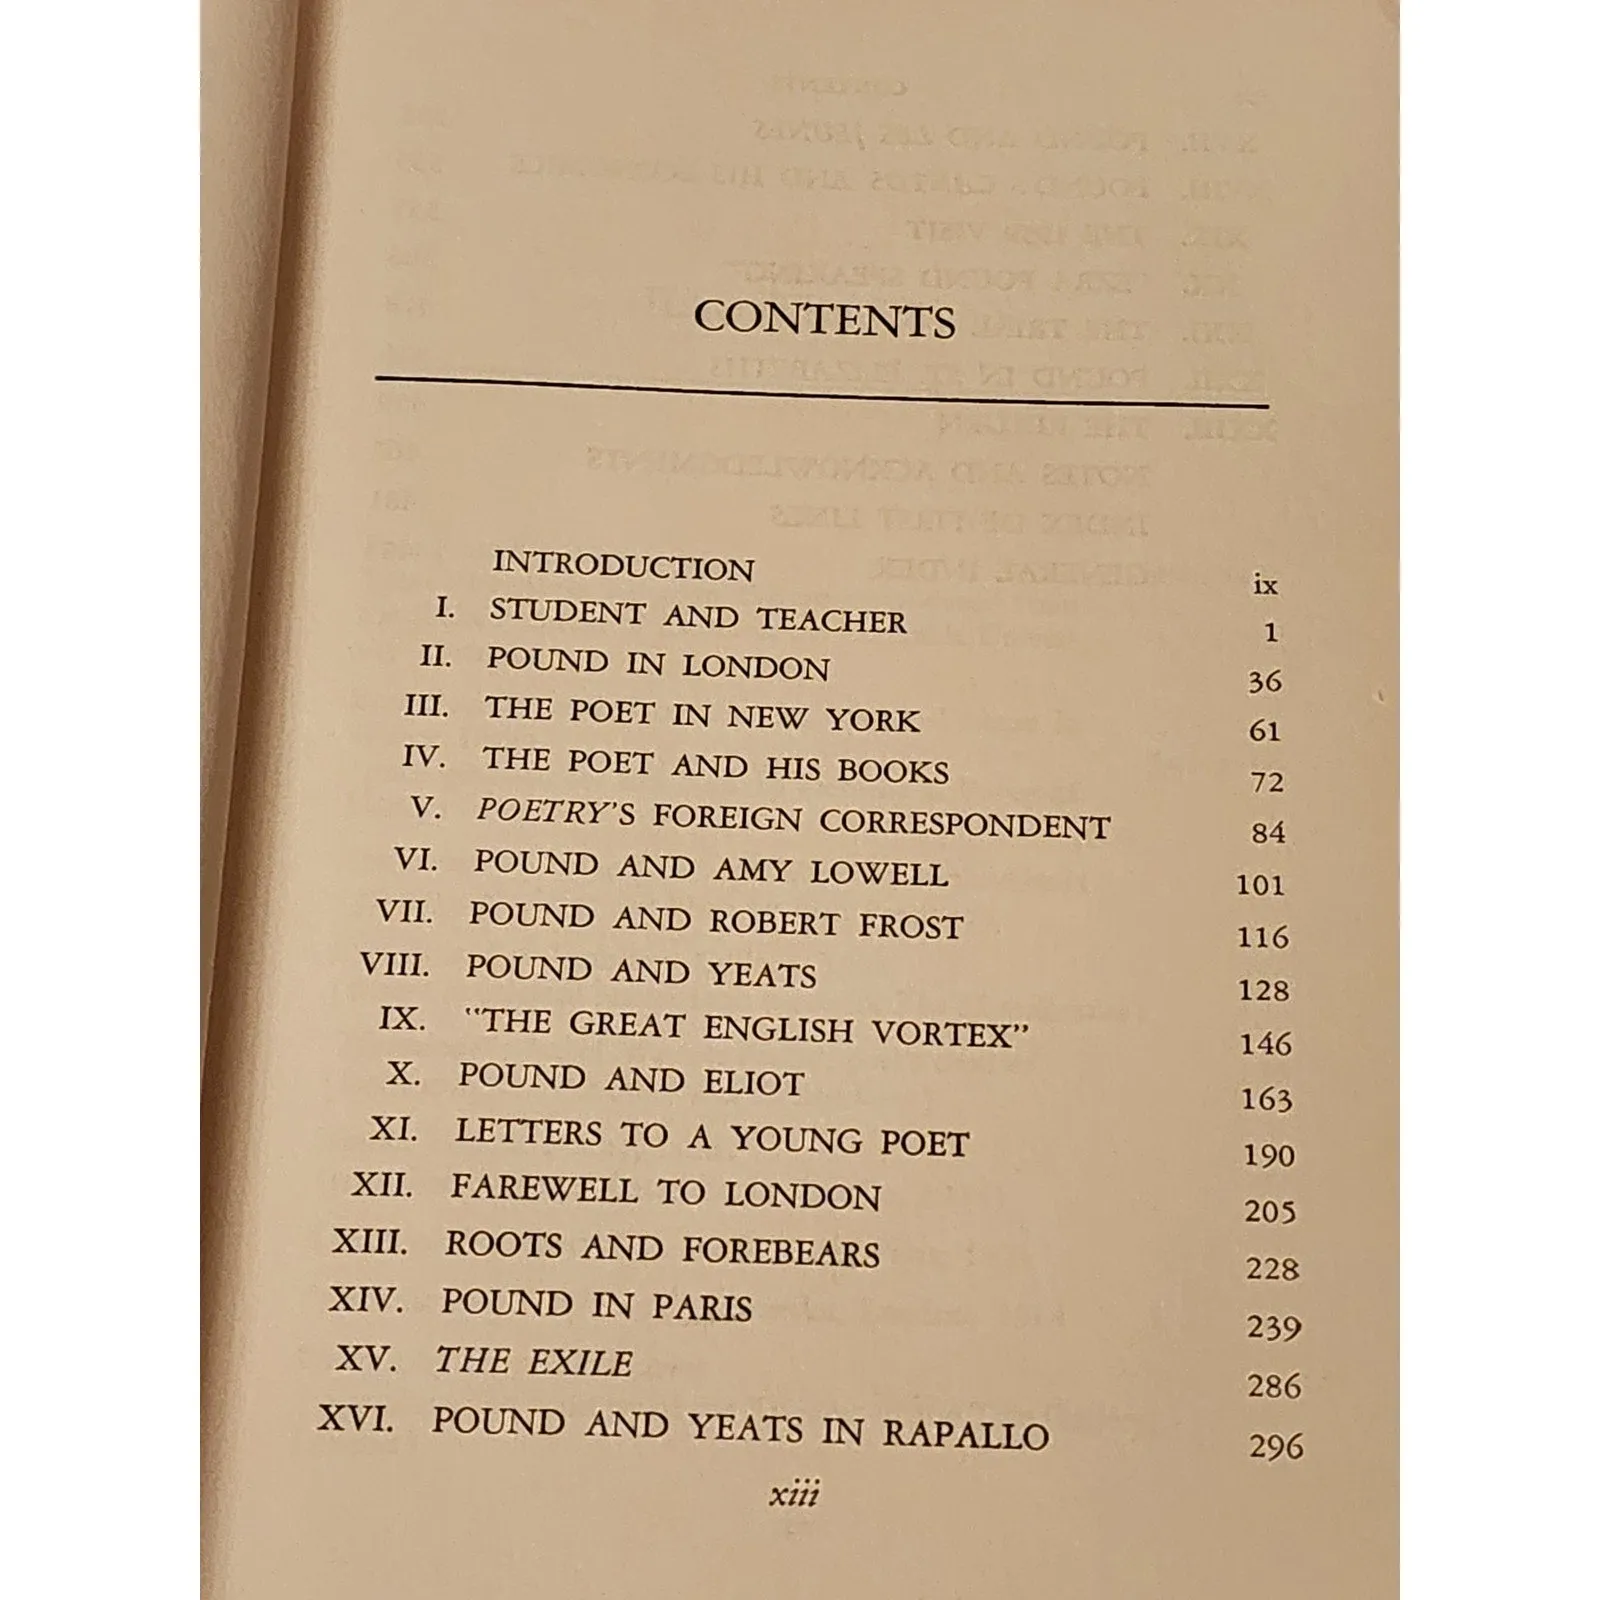 CONTENTS
INTRODUCTION ix
I. STUDENT AND TEACHER 1
II. POUND IN LONDON 36
III. THE POET IN NEW YORK 61
IV. THE POET AND HIS BOOKS 72
V. POETRY'S FOREIGN CORRESPONDENT 84
VI. POUND AND AMY LOWELL 101
VII. POUND AND ROBERT FROST 116
VIII. POUND AND YEATS 128
IX. "THE GREAT ENGLISH VORTEX" 146
X. POUND AND ELIOT 163
XI. LETTERS TO A YOUNG POET 190
XII. FAREWELL TO LONDON 205
XIII. ROOTS AND FOREBEARS 228
XIV. POUND IN PARIS 239
XV. THE EXILE 286
XVI. POUND AND YEATS IN RAPALLO 296
xiii